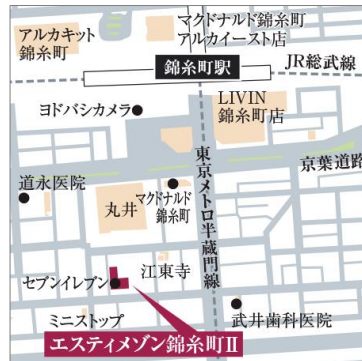 アルカキット
錦糸町
マクドナルド錦糸町
アルカイースト店
錦糸町駅
JR総武線
ヨドバシカメラ
LIVIN
錦糸町店
京葉道路
東京メトロ半蔵門線
道永医院
丸井
マクドナルド
錦糸町
江東寺
セブンイレブン
ミニストップ
武井歯科医院
エスティメゾン錦糸町Ⅱ